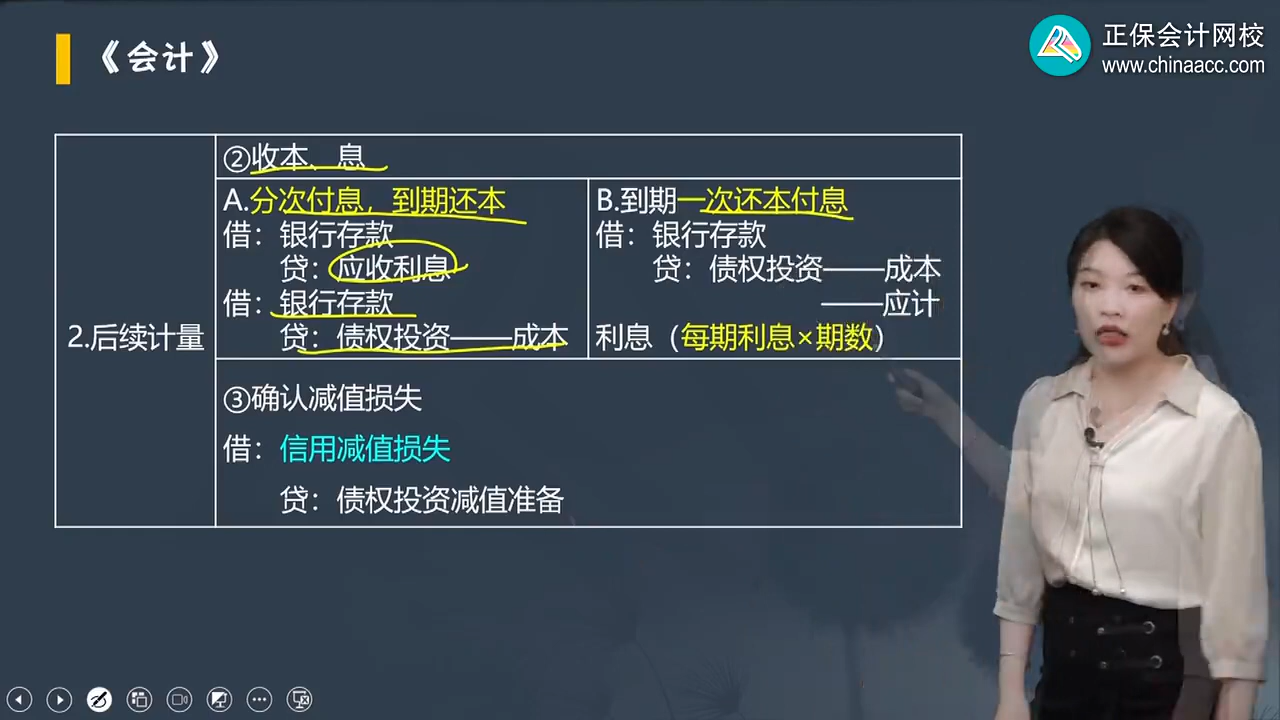 《会计》
正保会计网校
www.chinaacc.com
2.后续计量
②收本、息
A.分次付息，到期还本
借：银行存款
贷：应收利息
借：银行存款
贷：债权投资——成本
B.到期一次还本付息
借：银行存款
贷：债权投资——成本
——应计
利息（每期利息×期数）
③确认减值损失
借：信用减值损失
贷：债权投资减值准备